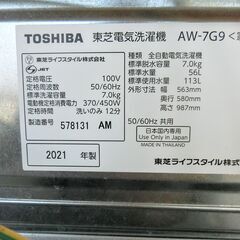 TOSHIBA 東芝電気洗濯機 AW-7G9
東芝ライフスタイル株式会社
JET
種類 全自動電気洗濯機
標準脱水容量 7.0kg
標準水量 56L
標準使用水量 113L
外形寸法 幅 563mm
奥行 580mm
高さ 987mm
定格電圧 100V
定格周波数 50/60Hz
定格洗濯容量 7.0kg
電動機定格消費電力 370/450W
定格時間 洗いのみ 12分
50/60Hz 共用
製造番号 578131 AM
日本国内専用
Use only in JAPAN
MADE IN THAILAND
2021 年製
東芝ライフスタイル株式